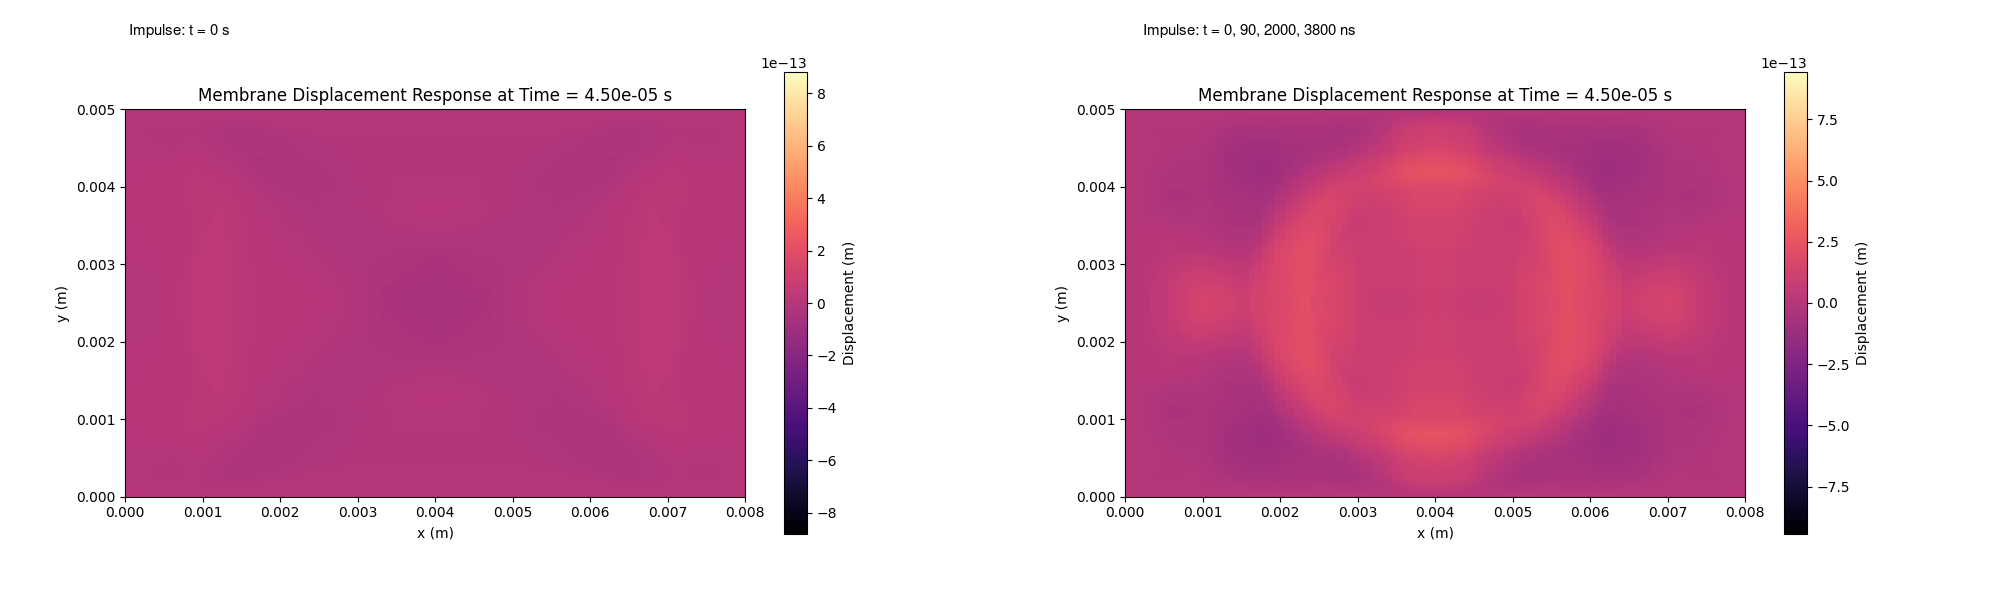 Impulse: t = 0 s
1e−13
Membrane Displacement Response at Time = 4.50e-05 s
0.005
0.004
0.003
0.002
0.001
0.000
y (m)
0.000 0.001 0.002 0.003 0.004 0.005 0.006 0.007 0.008
x (m)
8
6
4
2
0
−2
−4
−6
−8
Displacement (m)
Impulse: t = 0, 90, 2000, 3800 ns
1e−13
Membrane Displacement Response at Time = 4.50e-05 s
0.005
0.004
0.003
0.002
0.001
0.000
y (m)
0.000 0.001 0.002 0.003 0.004 0.005 0.006 0.007 0.008
x (m)
7.5
5.0
2.5
0.0
−2.5
−5.0
−7.5
Displacement (m)